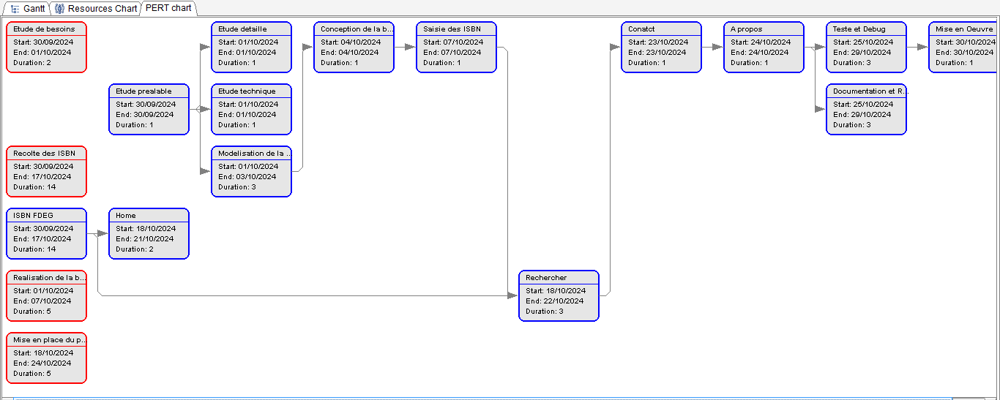 Gantt
Resources Chart
PERT chart
Etude de besoins
Start: 30/09/2024
End: 01/10/2024
Duration: 2
Etude detaille
Start: 01/10/2024
End: 01/10/2024
Duration: 1
Conception de la b...
Start: 04/10/2024
End: 04/10/2024
Duration: 1
Saisie des ISBN
Start: 07/10/2024
End: 07/10/2024
Duration: 1
Conatct
Start: 23/10/2024
End: 23/10/2024
Duration: 1
A propos
Start: 24/10/2024
End: 24/10/2024
Duration: 1
Teste et Debug
Start: 25/10/2024
End: 29/10/2024
Duration: 3
Mise en Oeuvre
Start: 30/10/2024
End: 30/10/2024
Duration: 1
Etude prealable
Start: 30/09/2024
End: 30/09/2024
Duration: 1
Etude technique
Start: 01/10/2024
End: 01/10/2024
Duration: 1
Documentation et R...
Start: 25/10/2024
End: 29/10/2024
Duration: 3
Recolte des ISBN
Start: 30/09/2024
End: 17/10/2024
Duration: 14
Modelisation de la ...
Start: 01/10/2024
End: 03/10/2024
Duration: 3
ISBN FDEG
Start: 30/09/2024
End: 17/10/2024
Duration: 14
Home
Start: 18/10/2024
End: 21/10/2024
Duration: 2
Realisation de la b...
Start: 01/10/2024
End: 07/10/2024
Duration: 5
Rechercher
Start: 18/10/2024
End: 22/10/2024
Duration: 3
Mise en place du p...
Start: 18/10/2024
End: 24/10/2024
Duration: 5